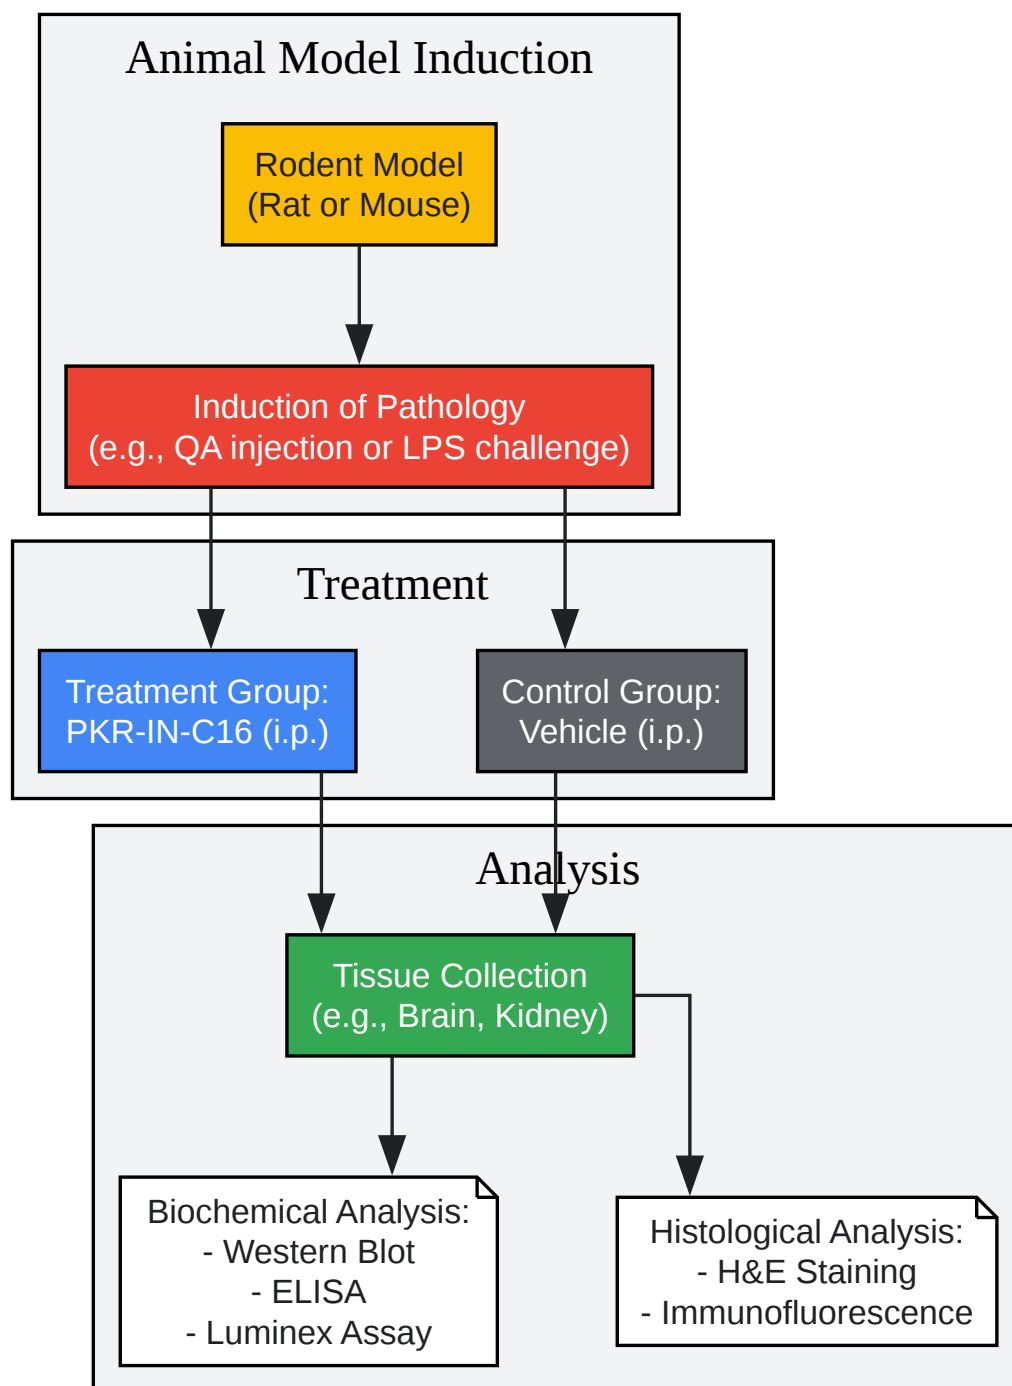 Animal Model Induction
Rodent Model
(Rat or Mouse)
Induction of Pathology
(e.g., QA injection or LPS challenge)
Treatment
Treatment Group:
PKR-IN-C16 (i.p.)
Control Group:
Vehicle (i.p.)
Analysis
Tissue Collection
(e.g., Brain, Kidney)
Biochemical Analysis:
- Western Blot
- ELISA
- Luminex Assay
Histological Analysis:
- H&E Staining
- Immunofluorescence